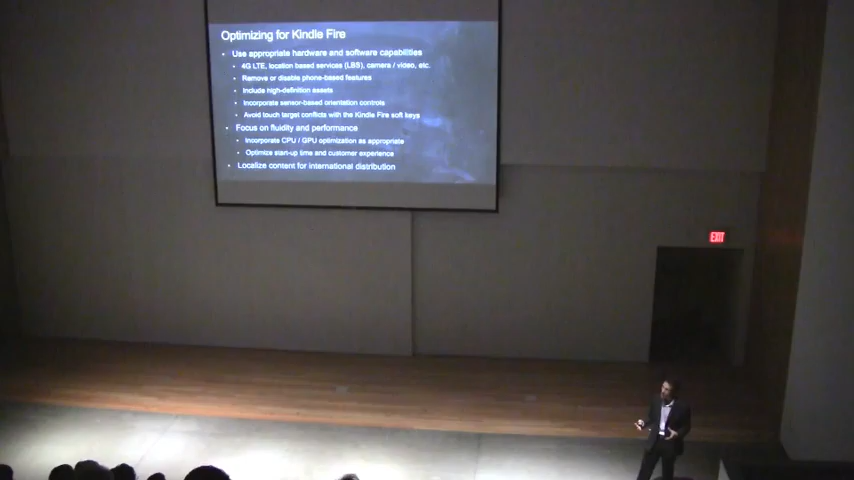 Optimizing for Kindle Fire
• Use appropriate hardware and software capabilities
• 4G LTE, location based services (LBS), camera / video, etc.
• Remove or disable phone-based features
• Include high-definition assets
• Incorporate sensor-based orientation controls
• Avoid touch target conflicts with the Kindle Fire soft keys
• Focus on fluidity and performance
• Incorporate CPU / GPU optimization as appropriate
• Optimize start-up time and customer experience
• Localize content for international distribution
EXIT